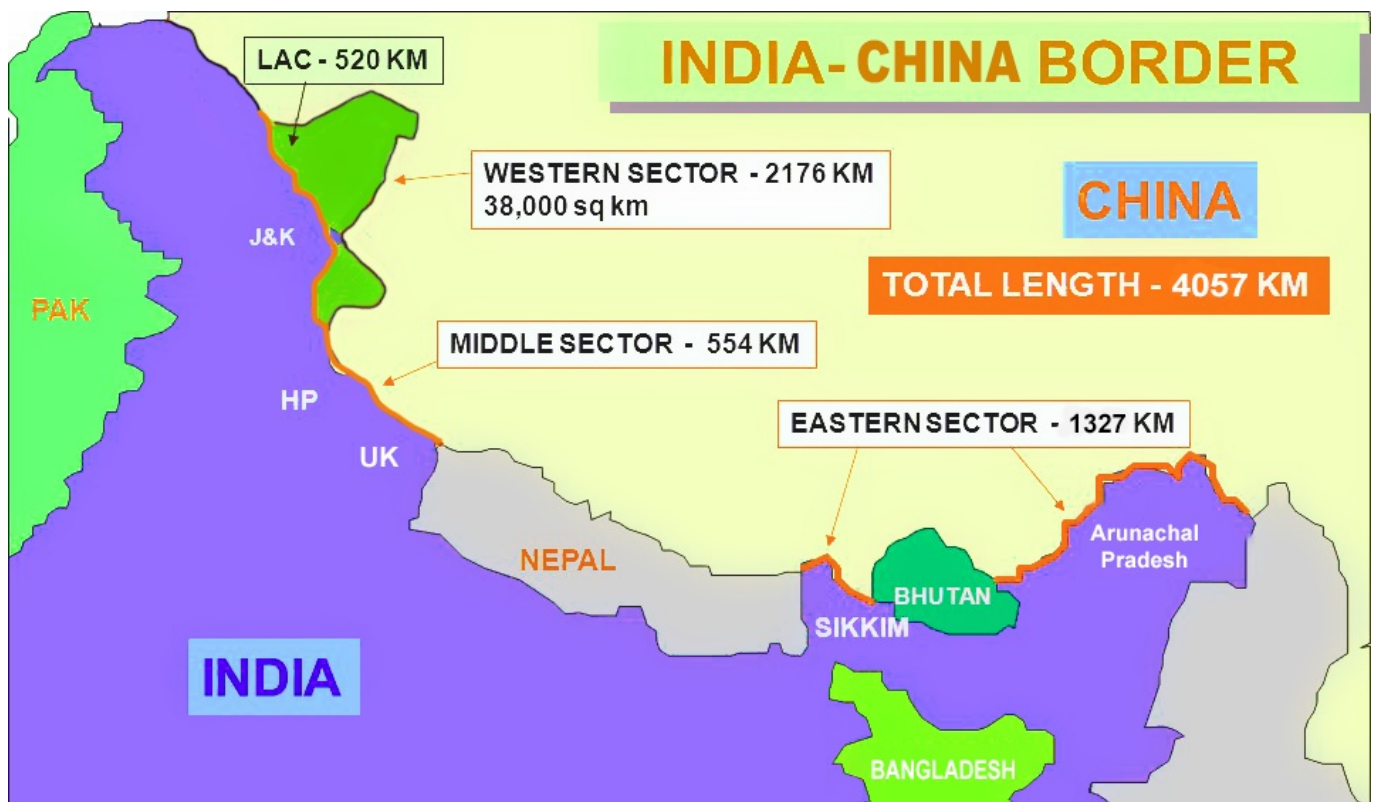 LAC - 520 KM
INDIA- CHINA BORDER
WESTERN SECTOR - 2176 KM
38,000 sq km
CHINA
J&K
TOTAL LENGTH - 4057 KM
PAK
MIDDLE SECTOR - 554 KM
HP
EASTERN SECTOR - 1327 KM
UK
Arunachal
Pradesh
NEPAL
BHUTAN
SIKKIM
INDIA
BANGLADESH